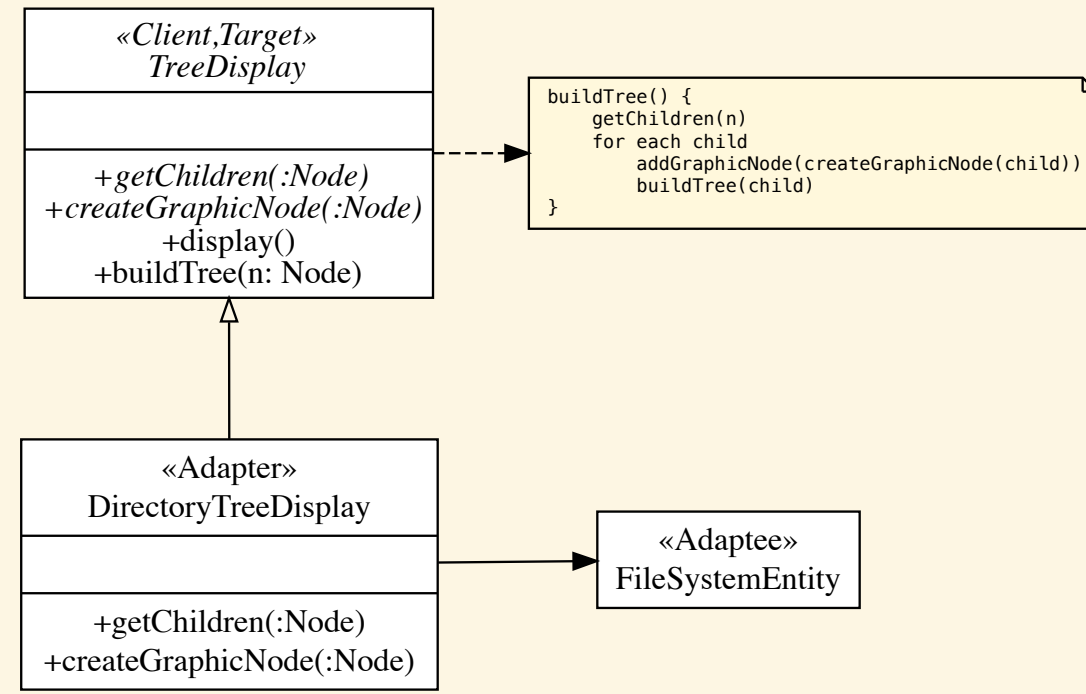 «Client,Target»
TreeDisplay
+getChildren(:Node)
+createGraphicNode(:Node)
+display()
+buildTree(n: Node)
buildTree() {
    getChildren(n)
    for each child
        addGraphicNode(createGraphicNode(child))
        buildTree(child)
}
«Adapter»
DirectoryTreeDisplay
+getChildren(:Node)
+createGraphicNode(:Node)
«Adaptee»
FileSystemEntity